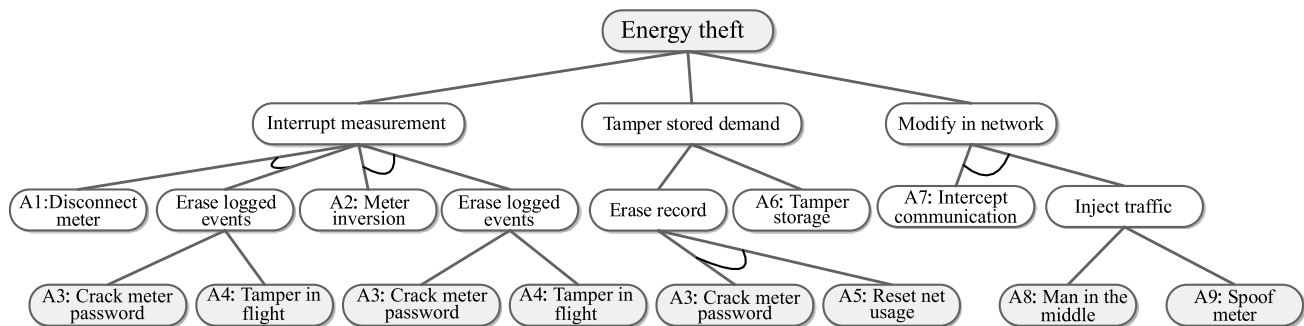 Energy theft
Interrupt measurement
Tamper stored demand
Modify in network
A1:Disconnect
meter
Erase logged
events
A2: Meter
inversion
Erase logged
events
Erase record
A6: Tamper
storage
A7: Intercept
communication
Inject traffic
A3: Crack meter
password
A4: Tamper in
flight
A3: Crack meter
password
A4: Tamper in
flight
A3: Crack meter
password
A5: Reset net
usage
A8: Man in the
middle
A9: Spoof
meter